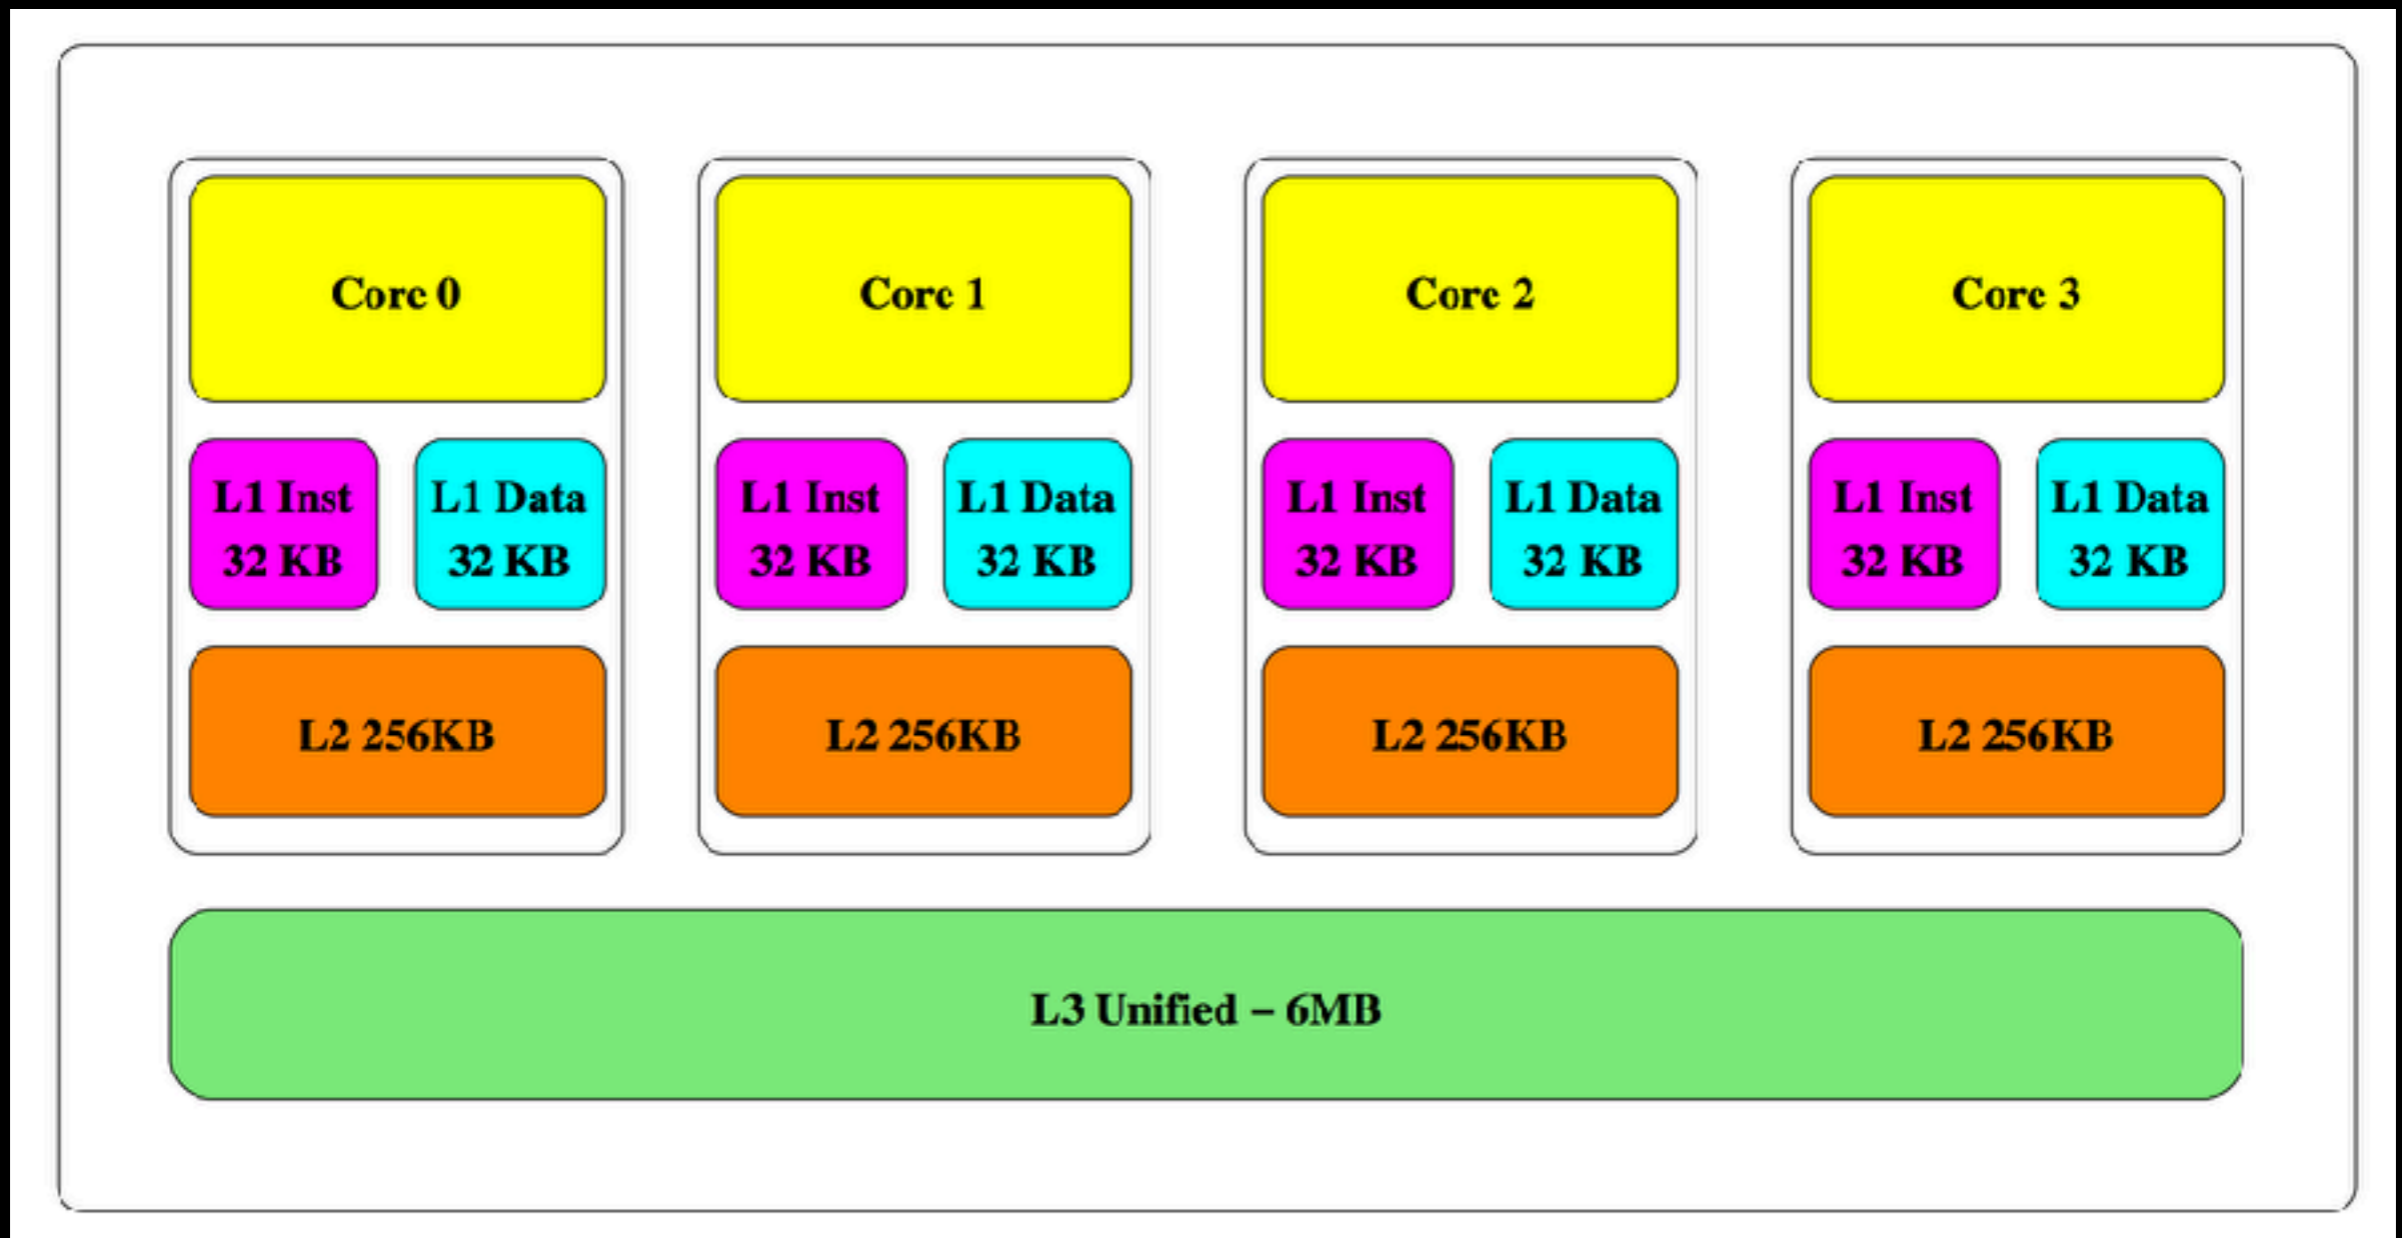 Core 0
Core 1
Core 2
Core 3
L1 Inst
32 KB
L1 Data
32 KB
L1 Inst
32 KB
L1 Data
32 KB
L1 Inst
32 KB
L1 Data
32 KB
L1 Inst
32 KB
L1 Data
32 KB
L2 256KB
L2 256KB
L2 256KB
L2 256KB
L3 Unified – 6MB